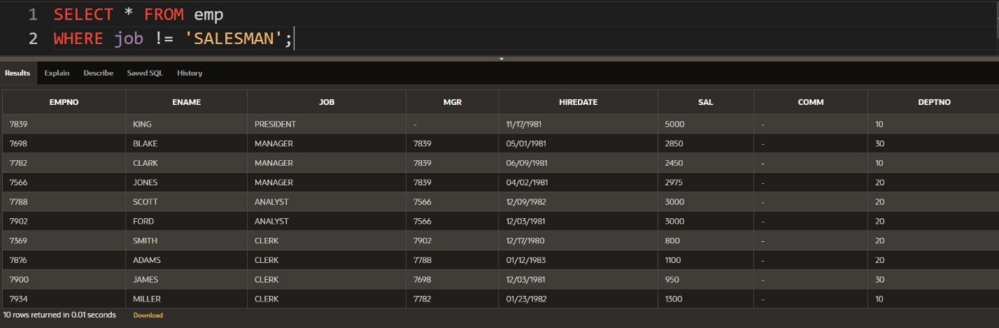 1 SELECT * FROM emp
2 WHERE job != 'SALESMAN';
Results Explain Describe Saved SQL History
EMPNO ENAME JOB MGR HIREDATE SAL COMM DEPTNO
7839 KING PRESIDENT - 11/17/1981 5000 - 10
7698 BLAKE MANAGER 7839 05/01/1981 2850 - 30
7782 CLARK MANAGER 7839 06/09/1981 2450 - 10
7566 JONES MANAGER 7839 04/02/1981 2975 - 20
7788 SCOTT ANALYST 7566 12/09/1982 3000 - 20
7902 FORD ANALYST 7566 12/03/1981 3000 - 20
7369 SMITH CLERK 7902 12/17/1980 800 - 20
7876 ADAMS CLERK 7788 01/12/1983 1100 - 20
7900 JAMES CLERK 7698 12/03/1981 950 - 30
7934 MILLER CLERK 7782 01/23/1982 1300 - 10
10 rows returned in 0.01 seconds Download